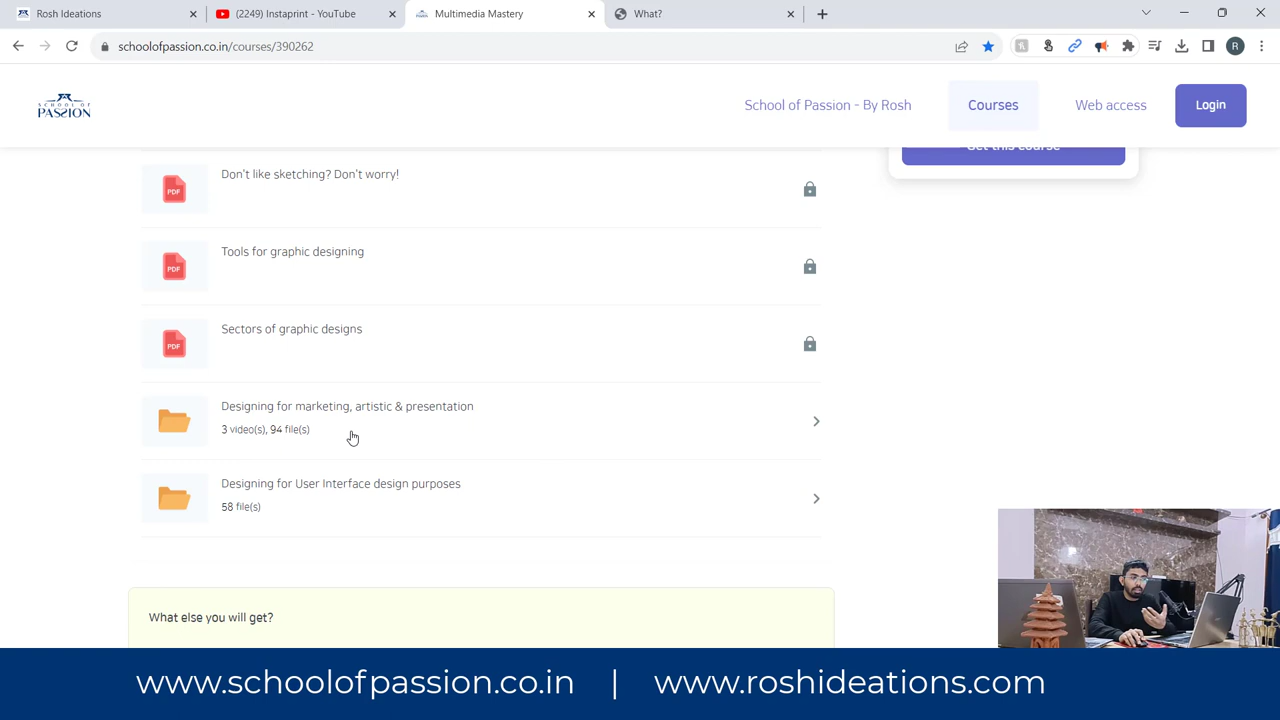 Rosh Ideations
(2249) Instaprint - YouTube
Multimedia Mastery
What?
schoolofpassion.co.in/courses/390262
R
SCHOOL OF
PASSION
School of Passion - By Rosh
Courses
Web access
Login
Get this course
PDF
Don't like sketching? Don't worry!
PDF
Tools for graphic designing
PDF
Sectors of graphic designs
Designing for marketing, artistic & presentation
3 video(s), 94 file(s)
Designing for User Interface design purposes
58 file(s)
What else you will get?
www.schoolofpassion.co.in | www.roshideations.com